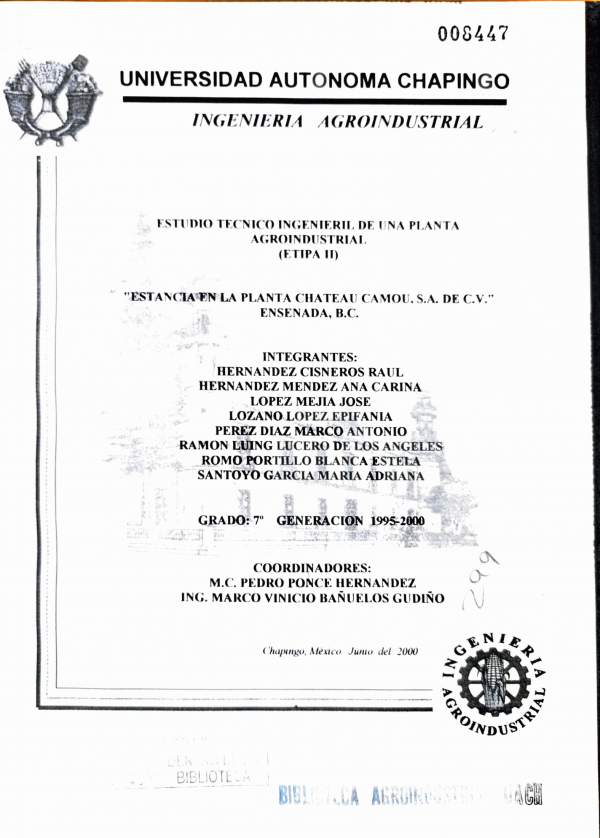 008447
UNIVERSIDAD AUTONOMA CHAPINGO
INGENIERIA AGROINDUSTRIAL
ESTUDIO TECNICO INGENIERIL DE UNA PLANTA
AGROINDUSTRIAL
(ETIPA II)
"ESTANCIA EN LA PLANTA CHATEAU CAMOU, S.A. DE C.V."
ENSENADA, B.C.
INTEGRANTES:
HERNANDEZ CISNEROS RAUL
HERNANDEZ MENDEZ ANA CARINA
LOPEZ MEJIA JOSE
LOZANO LOPEZ EPIFANIA
PEREZ DIAZ MARCO ANTONIO
RAMON LUING LUCERO DE LOS ANGELES
ROMO PORTILLO BLANCA ESTELA
SANTOYO GARCIA MARIA ADRIANA
GRADO: 7º GENERACION 1995-2000
COORDINADORES:
M.C. PEDRO PONCE HERNANDEZ
ING. MARCO VINICIO BAÑUELOS GUDIÑO
299
Chapingo, México Junio del 2000
INGENIERIA
AGROINDUSTRIAL
BIBLIOTECA